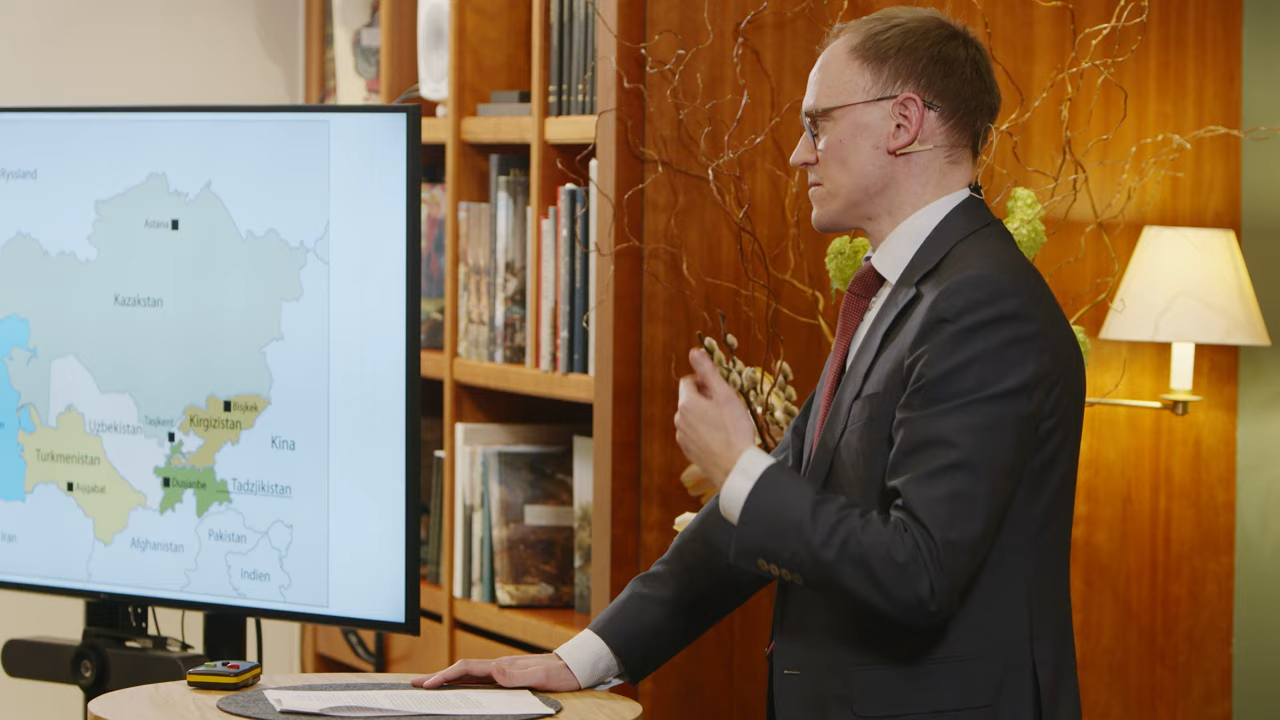 Ryssland
Astana
Kazakstan
Bisjkek
Kirgizistan
Tasjkent
Uzbekistan
Kina
Turkmenistan
Dusjanbe
Asjgabat
Tadzjikistan
Iran
Afghanistan
Pakistan
Indien